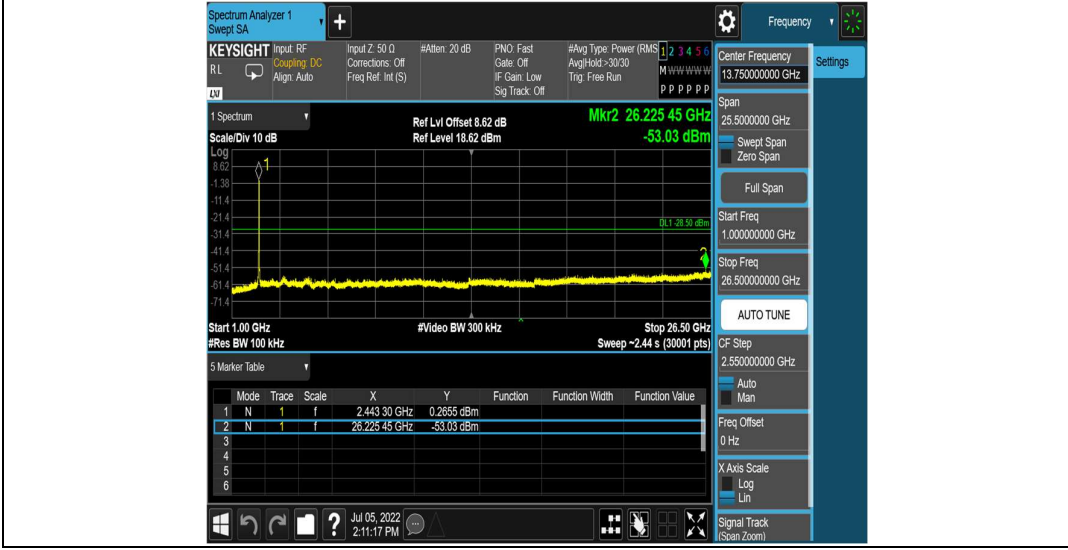 Spectrum Analyzer 1
Swept SA
+
Frequency
KEYSIGHT
RL
LXI
Input: RF
Coupling: DC
Align: Auto
Input Z: 50 Ω
Corrections: Off
Freq Ref: Int (S)
#Atten: 20 dB
PNO: Fast
Gate: Off
IF Gain: Low
Sig Track: Off
#Avg Type: Power (RMS
Avg|Hold:>30/30
Trig: Free Run
1 2 3 4 5 6
M W W W W W
P P P P P P
1 Spectrum
Scale/Div 10 dB
Ref Lvl Offset 8.62 dB
Ref Level 18.62 dBm
Mkr2 26.225 45 GHz
-53.03 dBm
Log
8.62
-1.38
-11.4
-21.4
-31.4
-41.4
-51.4
-61.4
-71.4
1
DL1 -28.50 dBm
2
Start 1.00 GHz
#Video BW 300 kHz
Stop 26.50 GHz
#Res BW 100 kHz
Sweep ~2.44 s (30001 pts)
5 Marker Table
Mode Trace Scale X Y Function Function Width Function Value
1 N 1 f 2.443 30 GHz 0.2655 dBm
2 N 1 f 26.225 45 GHz -53.03 dBm
3
4
5
6
?
Jul 05, 2022
2:11:17 PM
Center Frequency
13.750000000 GHz
Settings
Span
25.5000000 GHz
Swept Span
Zero Span
Full Span
Start Freq
1.000000000 GHz
Stop Freq
26.500000000 GHz
AUTO TUNE
CF Step
2.550000000 GHz
Auto
Man
Freq Offset
0 Hz
X Axis Scale
Log
Lin
Signal Track
(Span Zoom)